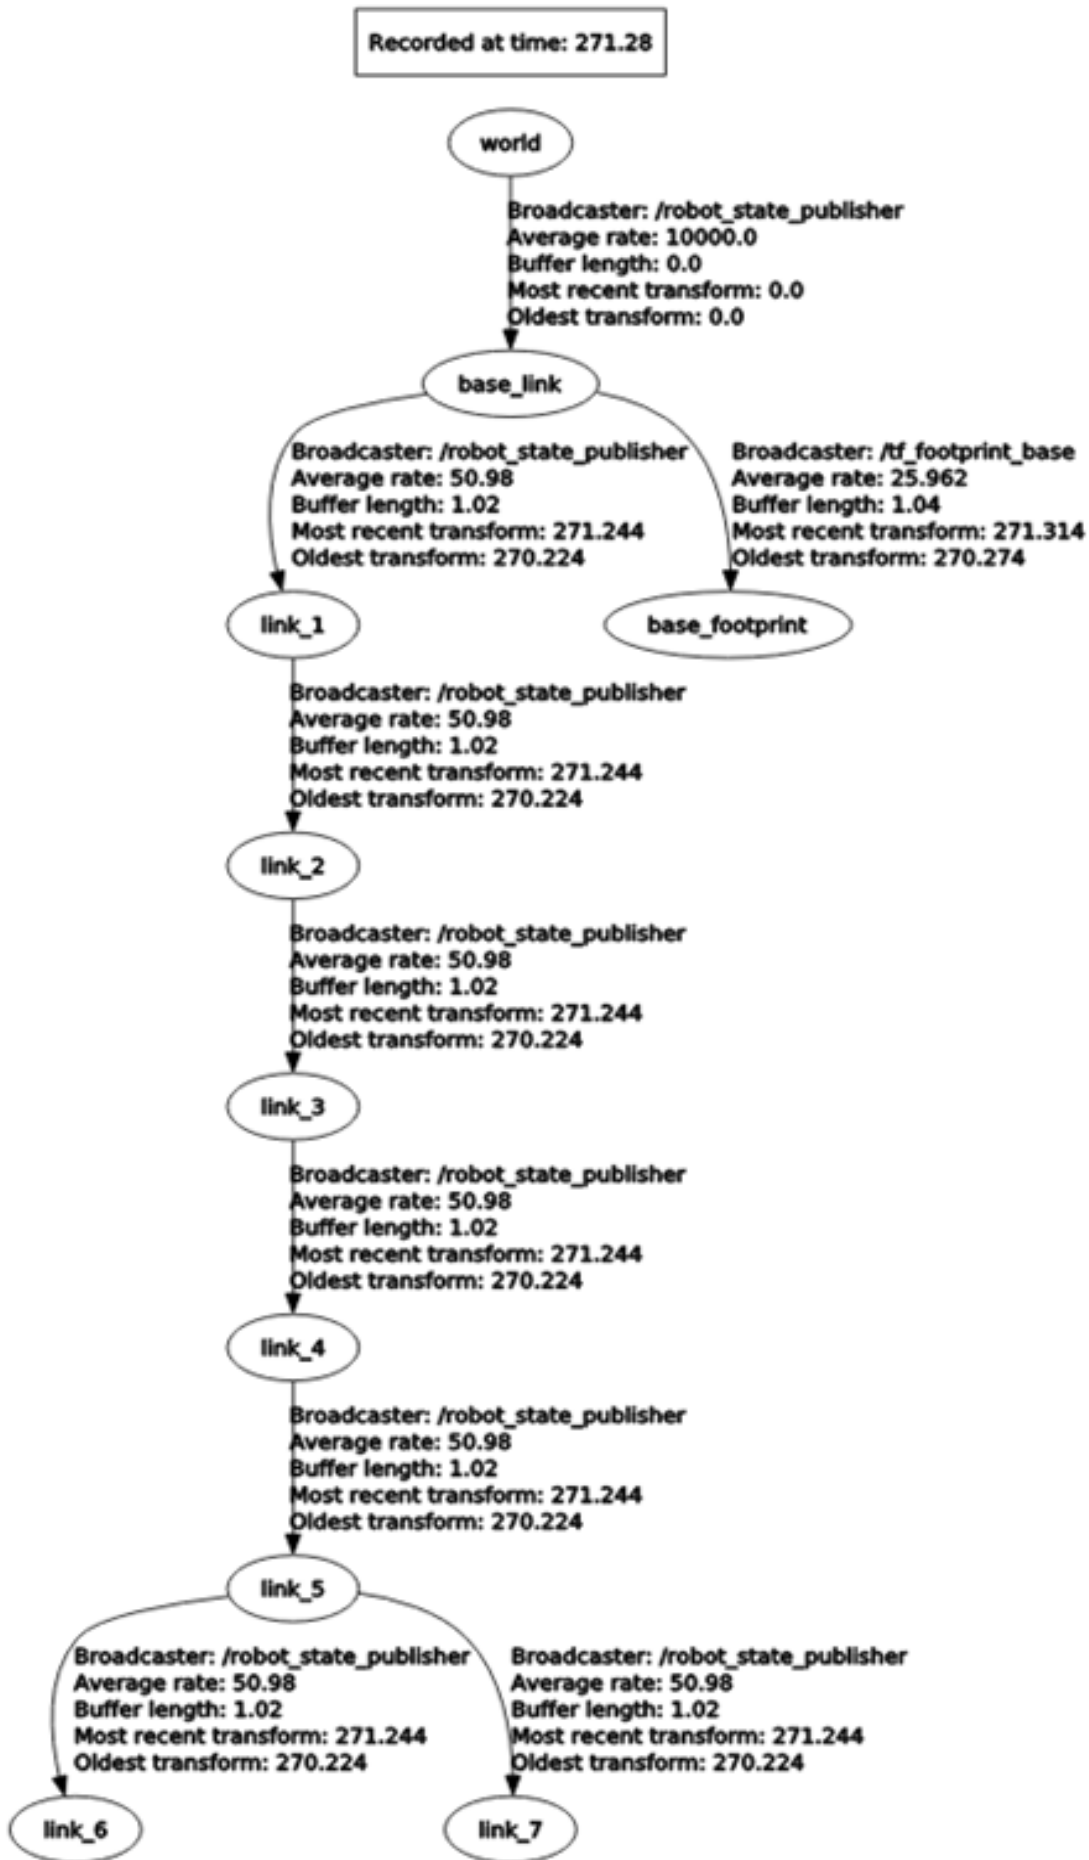 Recorded at time: 271.28
world
Broadcaster: /robot_state_publisher
Average rate: 10000.0
Buffer length: 0.0
Most recent transform: 0.0
Oldest transform: 0.0
base_link
Broadcaster: /robot_state_publisher
Average rate: 50.98
Buffer length: 1.02
Most recent transform: 271.244
Oldest transform: 270.224
Broadcaster: /tf_footprint_base
Average rate: 25.962
Buffer length: 1.04
Most recent transform: 271.314
Oldest transform: 270.274
link_1
base_footprint
Broadcaster: /robot_state_publisher
Average rate: 50.98
Buffer length: 1.02
Most recent transform: 271.244
Oldest transform: 270.224
link_2
Broadcaster: /robot_state_publisher
Average rate: 50.98
Buffer length: 1.02
Most recent transform: 271.244
Oldest transform: 270.224
link_3
Broadcaster: /robot_state_publisher
Average rate: 50.98
Buffer length: 1.02
Most recent transform: 271.244
Oldest transform: 270.224
link_4
Broadcaster: /robot_state_publisher
Average rate: 50.98
Buffer length: 1.02
Most recent transform: 271.244
Oldest transform: 270.224
link_5
Broadcaster: /robot_state_publisher
Average rate: 50.98
Buffer length: 1.02
Most recent transform: 271.244
Oldest transform: 270.224
Broadcaster: /robot_state_publisher
Average rate: 50.98
Buffer length: 1.02
Most recent transform: 271.244
Oldest transform: 270.224
link_6
link_7